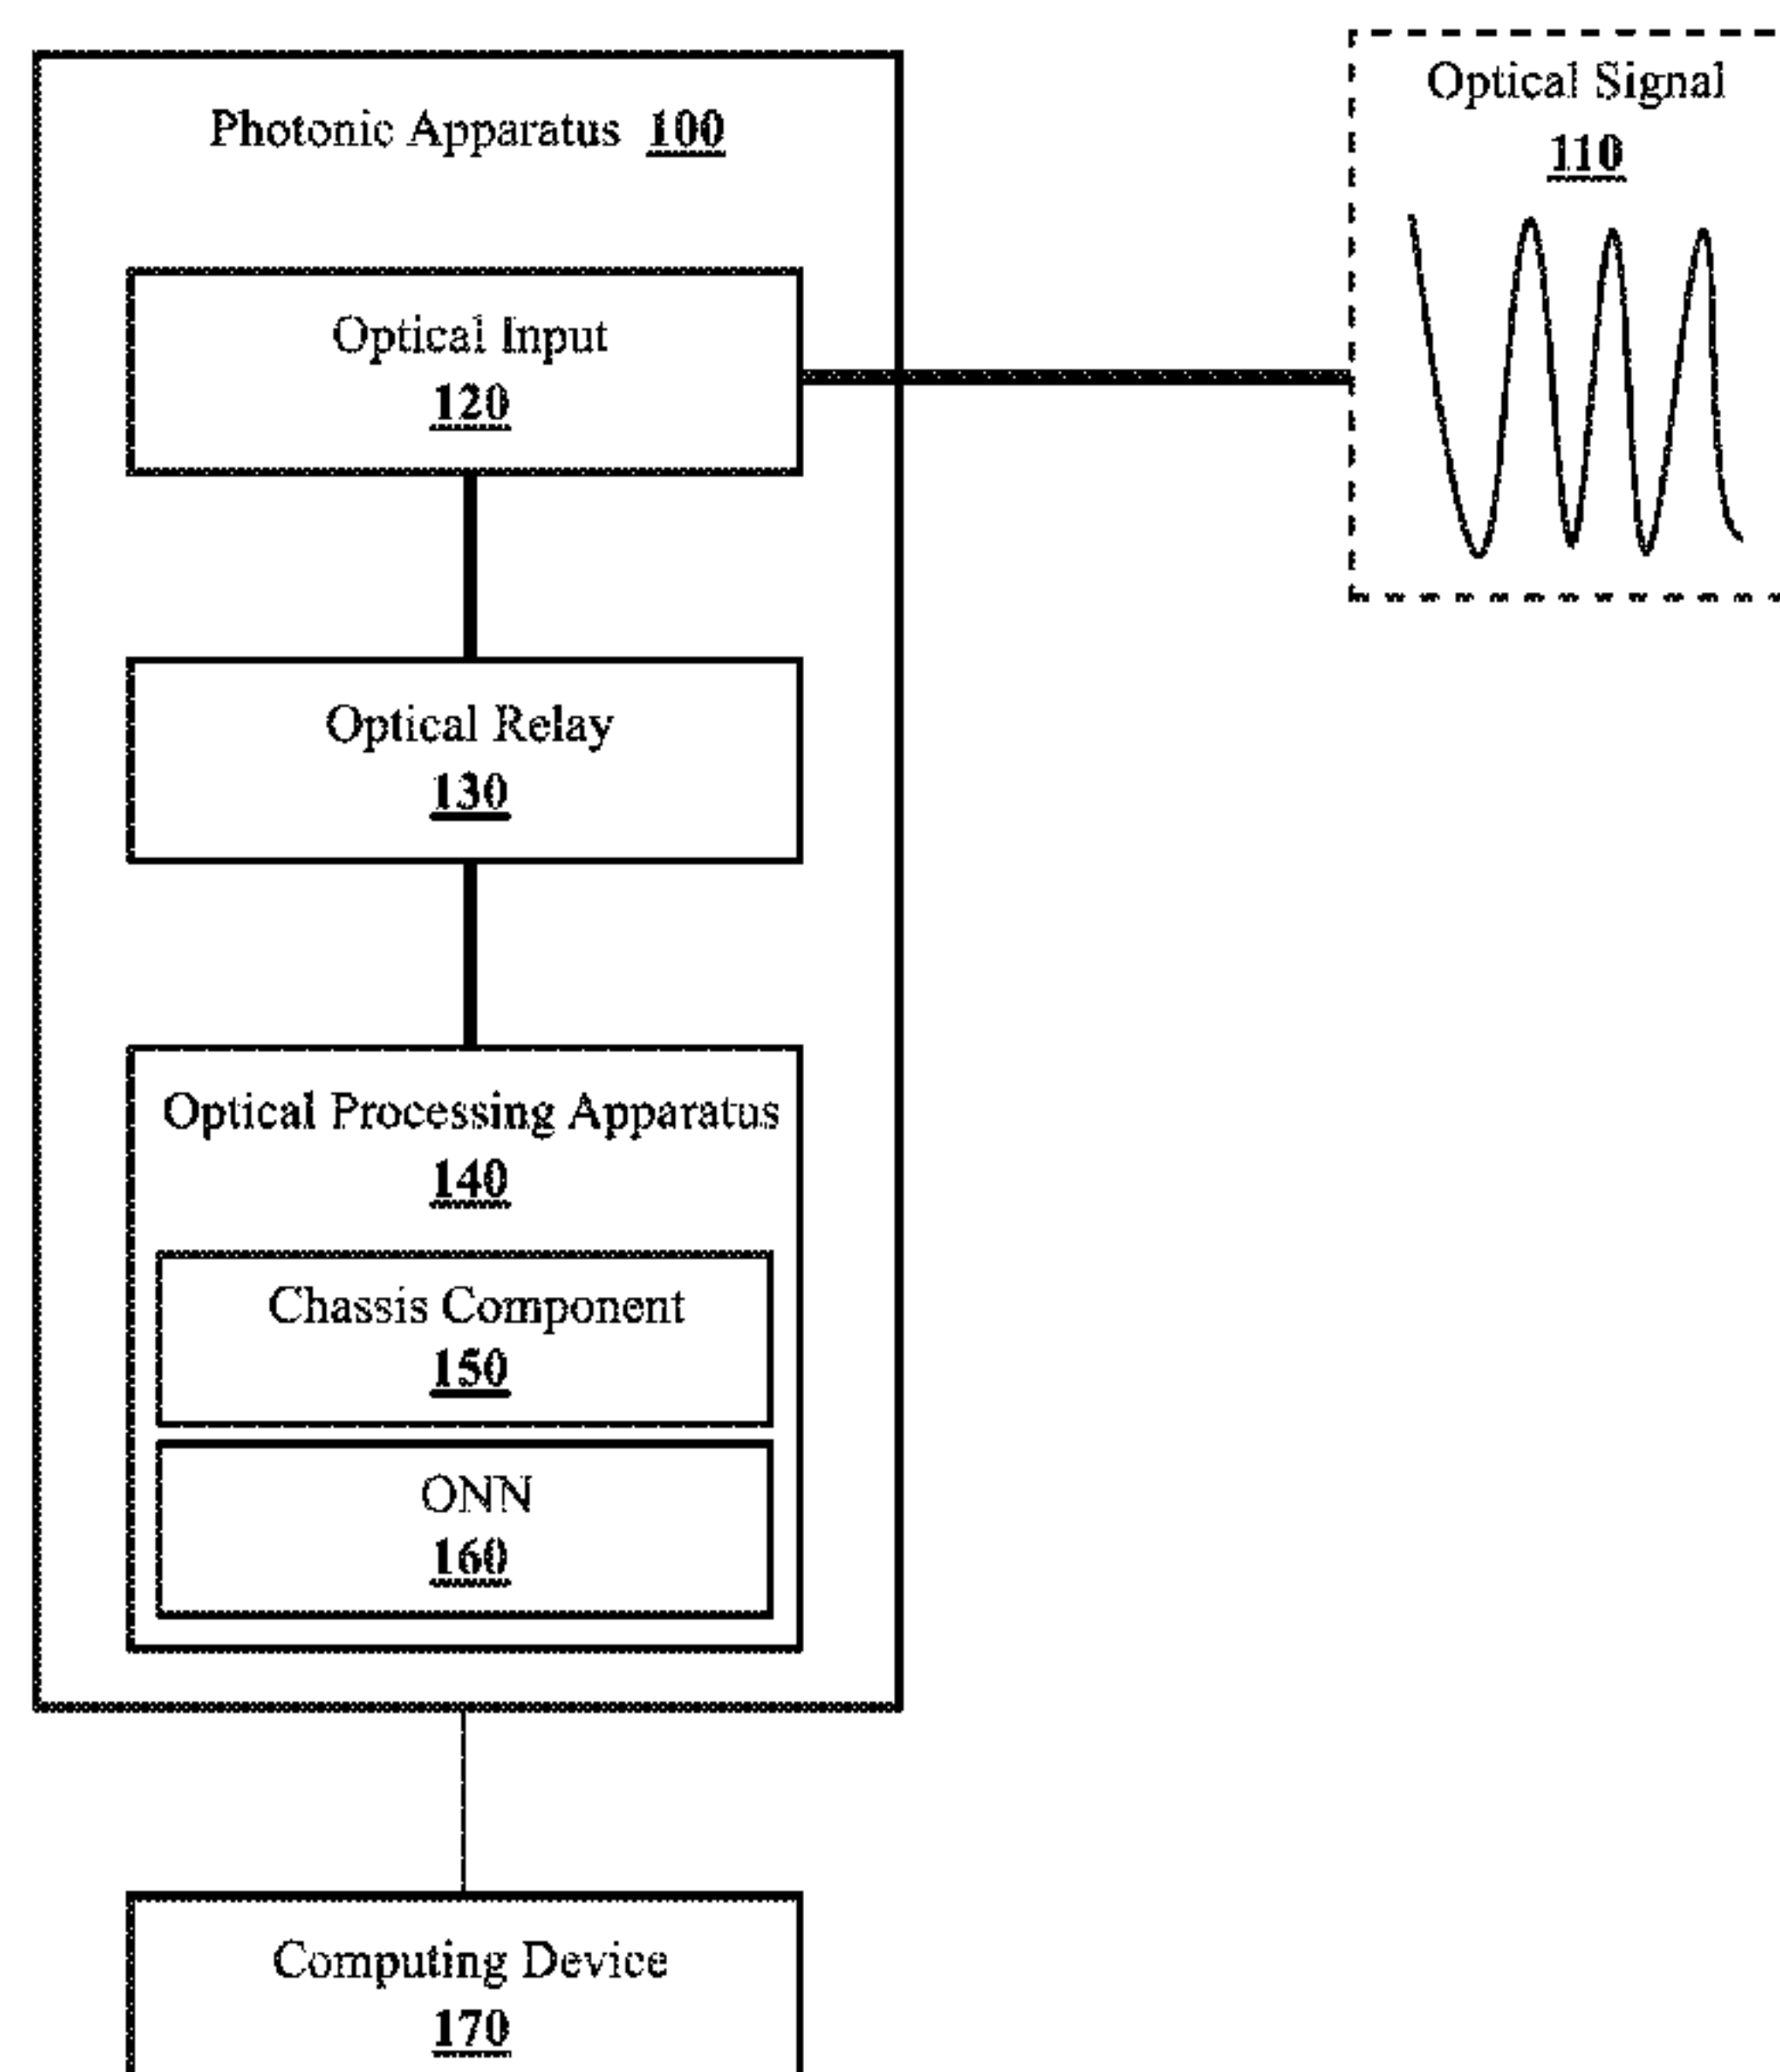 Photonic Apparatus 100
Optical Signal
110
Optical Input
120
Optical Relay
130
Optical Processing Apparatus
140
Chassis Component
150
ONN
160
Computing Device
170